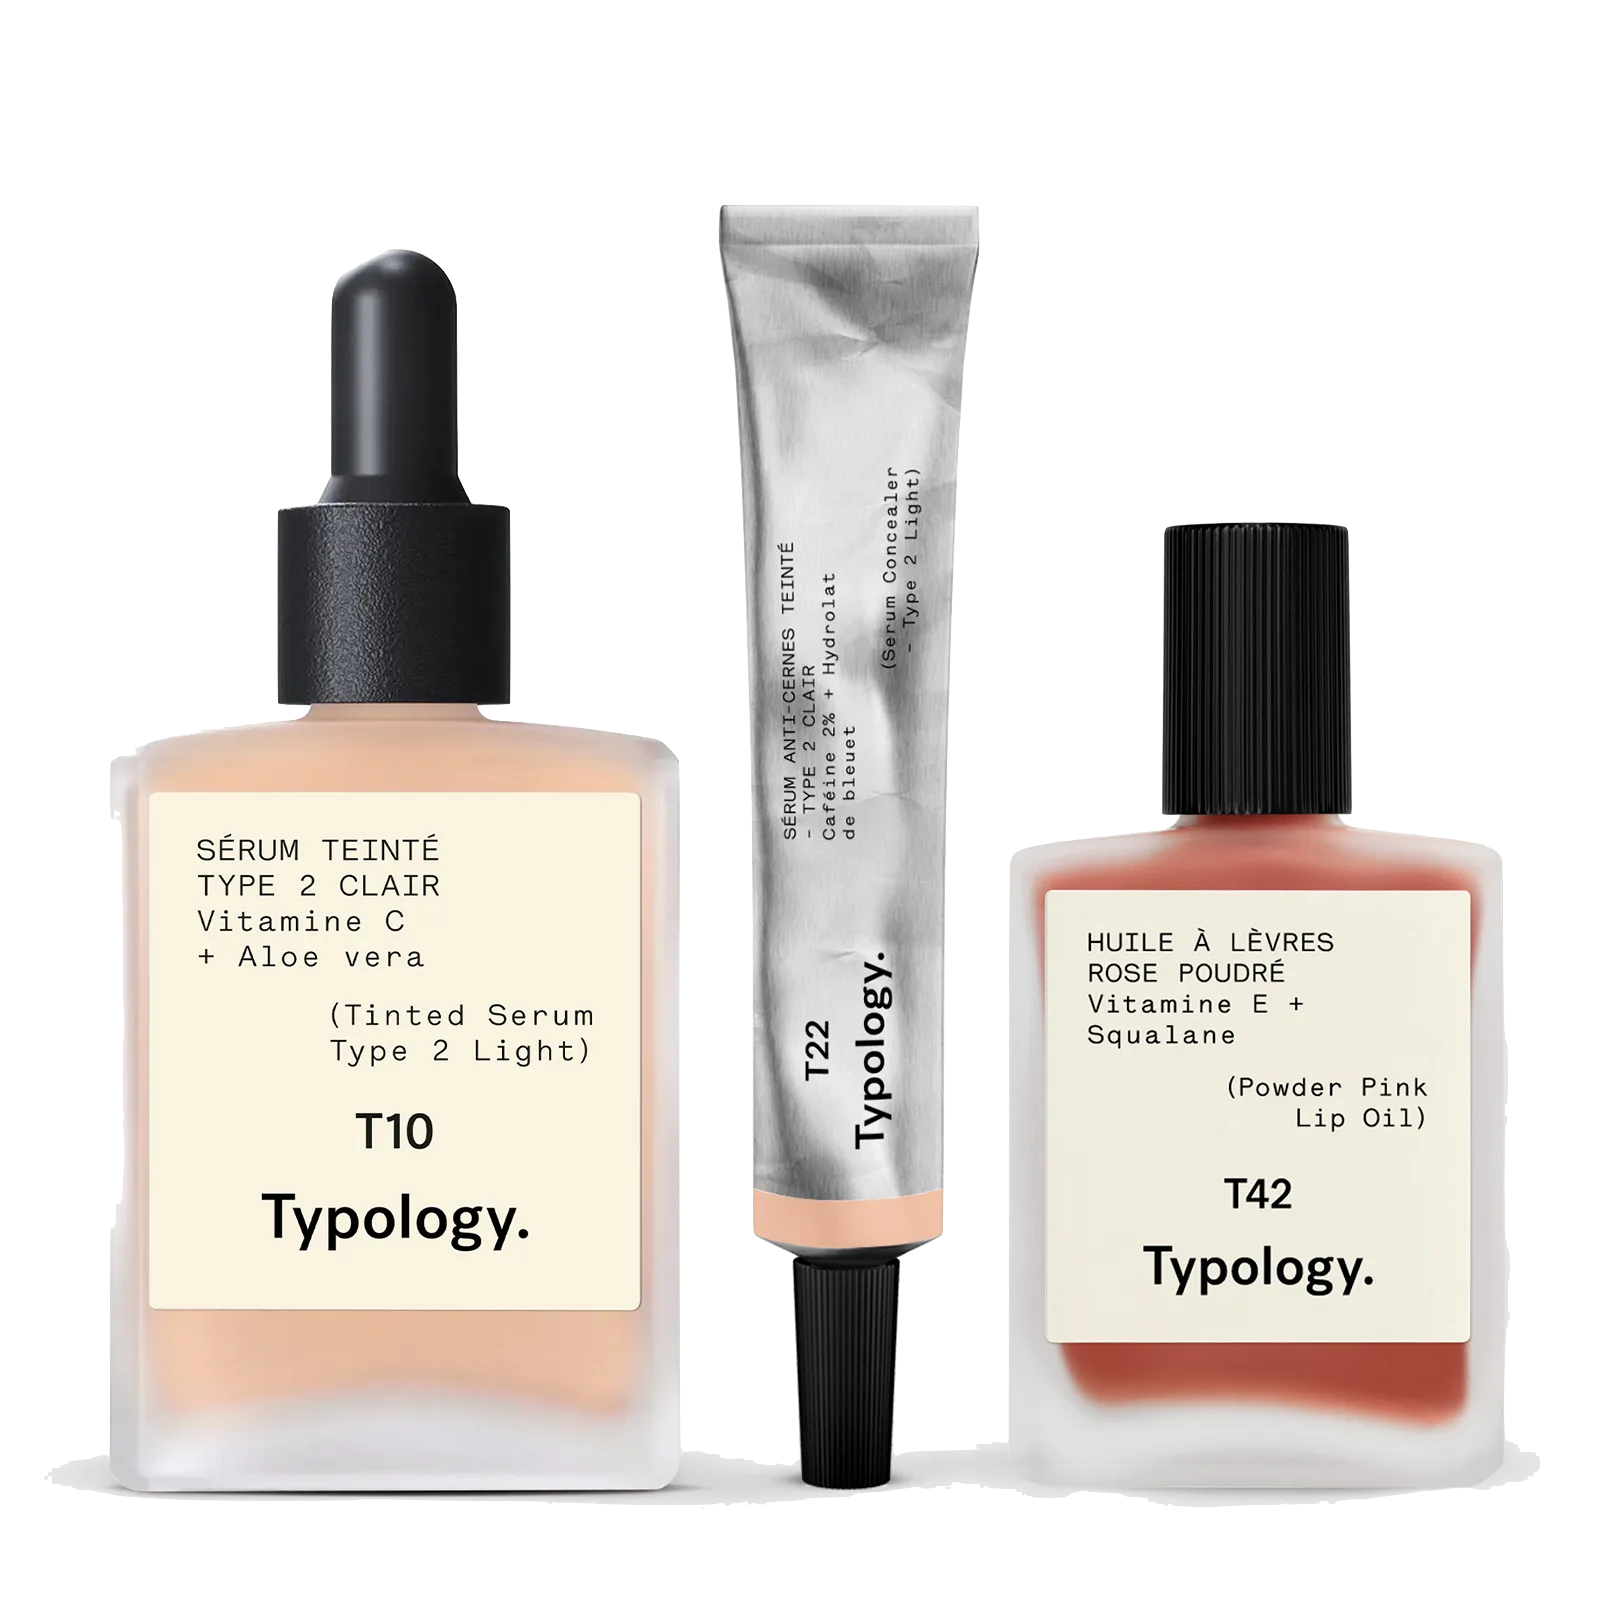 SÉRUM TEINTÉ
TYPE 2 CLAIR
Vitamine C
+ Aloe vera
(Tinted Serum
Type 2 Light)
T10
Typology.
SÉRUM ANTI-CERNES TEINTÉ
- TYPE 2 CLAIR
Caféine 2% + Hydrolat
de bleuet
(Serum Concealer
- Type 2 Light)
T22
Typology.
HUILE À LÈVRES
ROSE POUDRÉ
Vitamine E +
Squalane
(Powder Pink
Lip Oil)
T42
Typology.